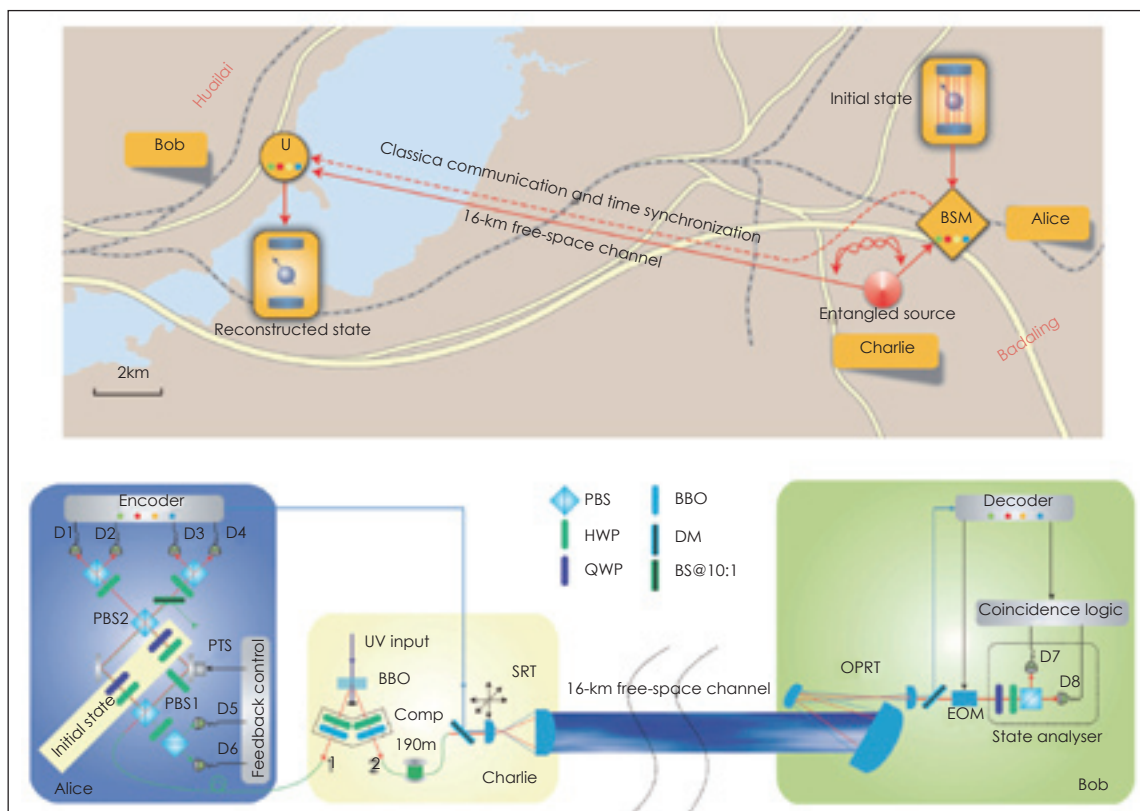 Huailai
Bob
U
Initial state
Classica communication and time synchronization
16-km free-space channel
BSM
Alice
Reconstructed state
Entangled source
Charlie
Badaling
2km
Encoder
D1
D2
D3
D4
PBS2
PTS
PBS1
D5
D6
Initial state
Feedback control
Alice
UV input
BBO
Comp
190m
1
2
SRT
Charlie
PBS
BBO
HWP
DM
QWP
BS@10:1
16-km free-space channel
Decoder
Coincidence logic
OPRT
D7
D8
EOM
State analyser
Bob